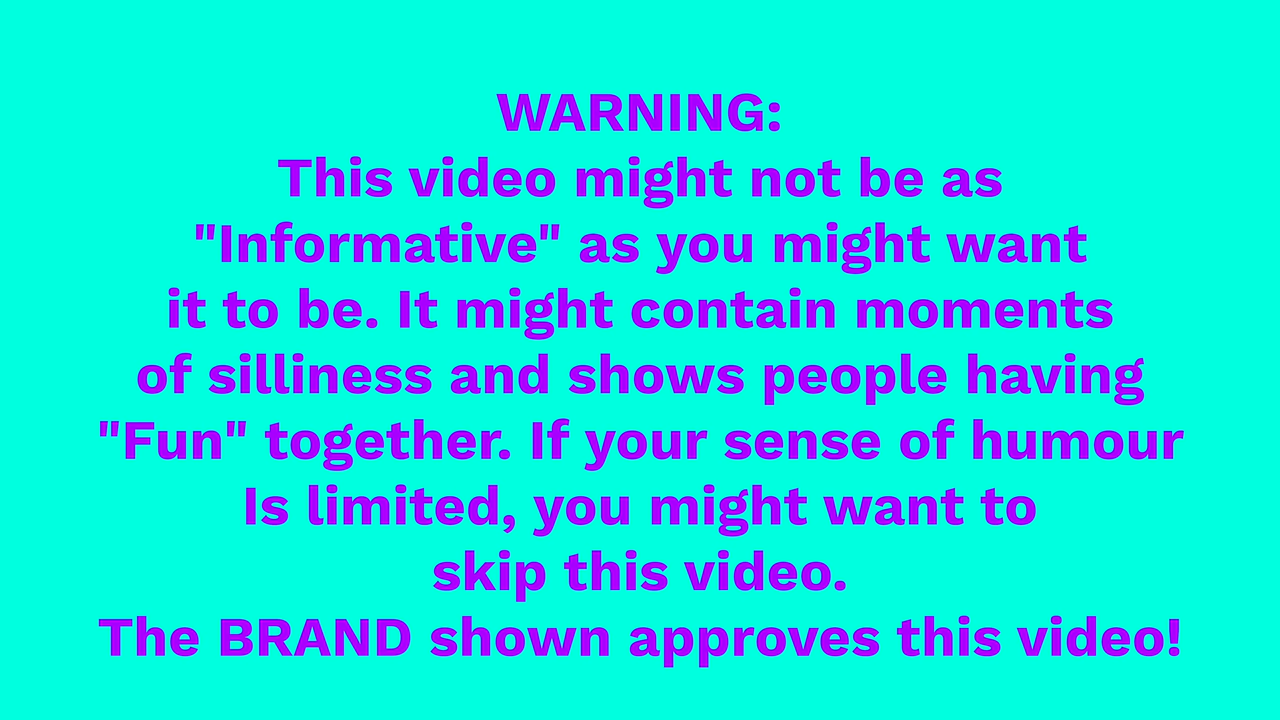 WARNING:
This video might not be as
"Informative" as you might want
it to be. It might contain moments
of silliness and shows people having
"Fun" together. If your sense of humour
Is limited, you might want to
skip this video.
The BRAND shown approves this video!